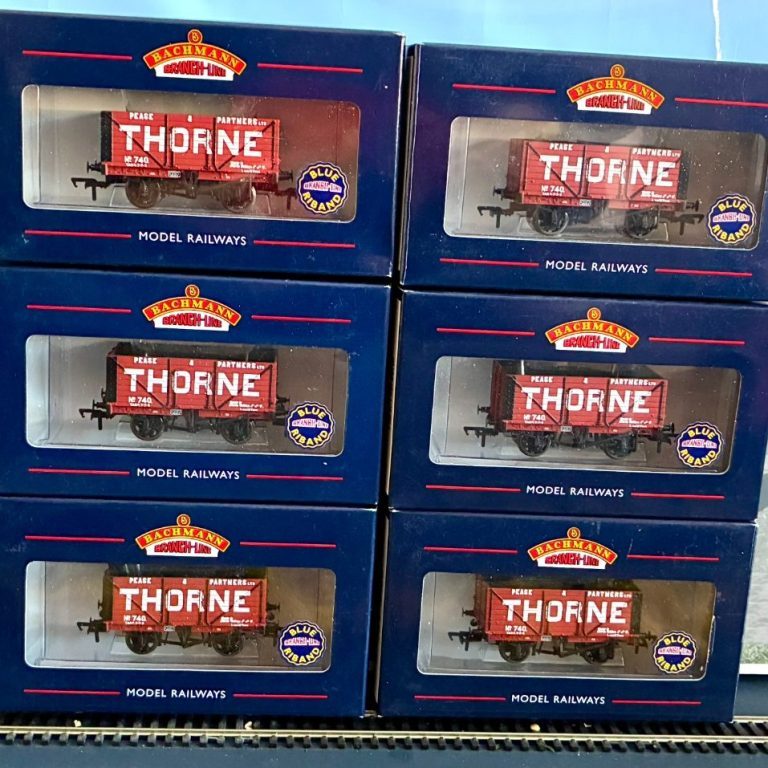 BACHMANN
BRANCH-LINE
PEASE & PARTNERS LTD
THORNE
Nº 740
BLUE
BRANCH-LINE
RIBAND
MODEL RAILWAYS
BACHMANN
BRANCH-LINE
PEASE & PARTNERS LTD
THORNE
Nº 740
BLUE
BRANCH-LINE
RIBAND
MODEL RAILWAYS
BACHMANN
BRANCH-LINE
PEASE & PARTNERS LTD
THORNE
Nº 740
BLUE
BRANCH-LINE
RIBAND
MODEL RAILWAYS
BACHMANN
BRANCH-LINE
PEASE & PARTNERS LTD
THORNE
Nº 740
BLUE
BRANCH-LINE
RIBAND
MODEL RAILWAYS
BACHMANN
BRANCH-LINE
PEASE & PARTNERS LTD
THORNE
Nº 740
BLUE
BRANCH-LINE
RIBAND
MODEL RAILWAYS
BACHMANN
BRANCH-LINE
PEASE & PARTNERS LTD
THORNE
Nº 740
BLUE
BRANCH-LINE
RIBAND
MODEL RAILWAYS